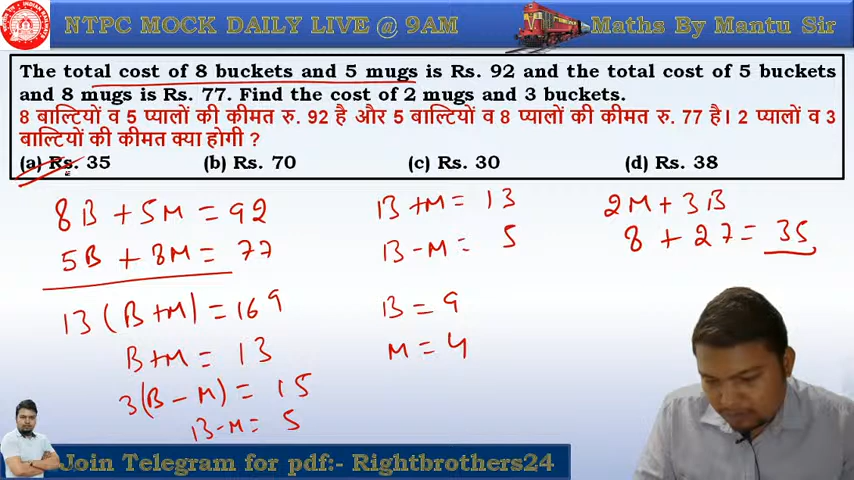 NTPC MOCK DAILY LIVE @ 9AM
Maths By Mantu Sir
The total cost of 8 buckets and 5 mugs is Rs. 92 and the total cost of 5 buckets
and 8 mugs is Rs. 77. Find the cost of 2 mugs and 3 buckets.
8 बाल्टियों व 5 प्यालों की कीमत रु. 92 है और 5 बाल्टियों व 8 प्यालों की कीमत रु. 77 है। 2 प्यालों व 3
बाल्टियों की कीमत क्या होगी ?
(a) Rs. 35 (b) Rs. 70 (c) Rs. 30 (d) Rs. 38
8B + 5M = 92
5B + 8M = 77
13 (B+M) = 169
B+M = 13
3(B - M) = 15
B-M = 5
B+M = 13
B-M = 5
B = 9
M = 4
2M + 3B
8 + 27 = 35
Join Telegram for pdf:- Rightbrothers24